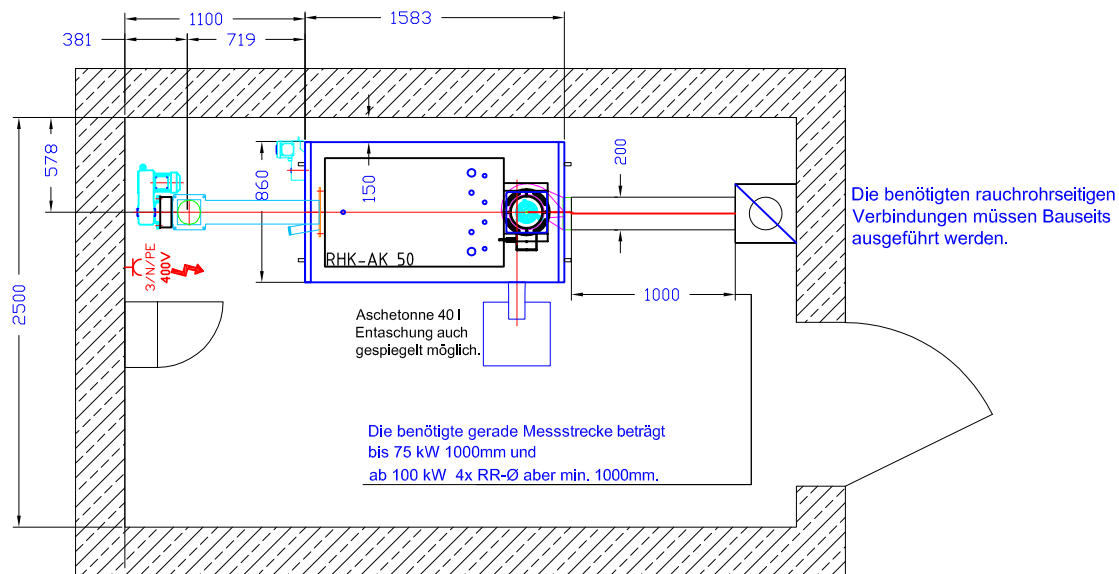 1100
1583
381
719
578
860
150
200
2500
3/N/PE
400V
RHK-AK 50
1000
Die benötigten rauchrohrseitigen
Verbindungen müssen Bauseits
ausgeführt werden.
Aschetonne 40 l
Entaschung auch
gespiegelt möglich.
Die benötigte gerade Messstrecke beträgt
bis 75 kW 1000mm und
ab 100 kW 4x RR-Ø aber min. 1000mm.